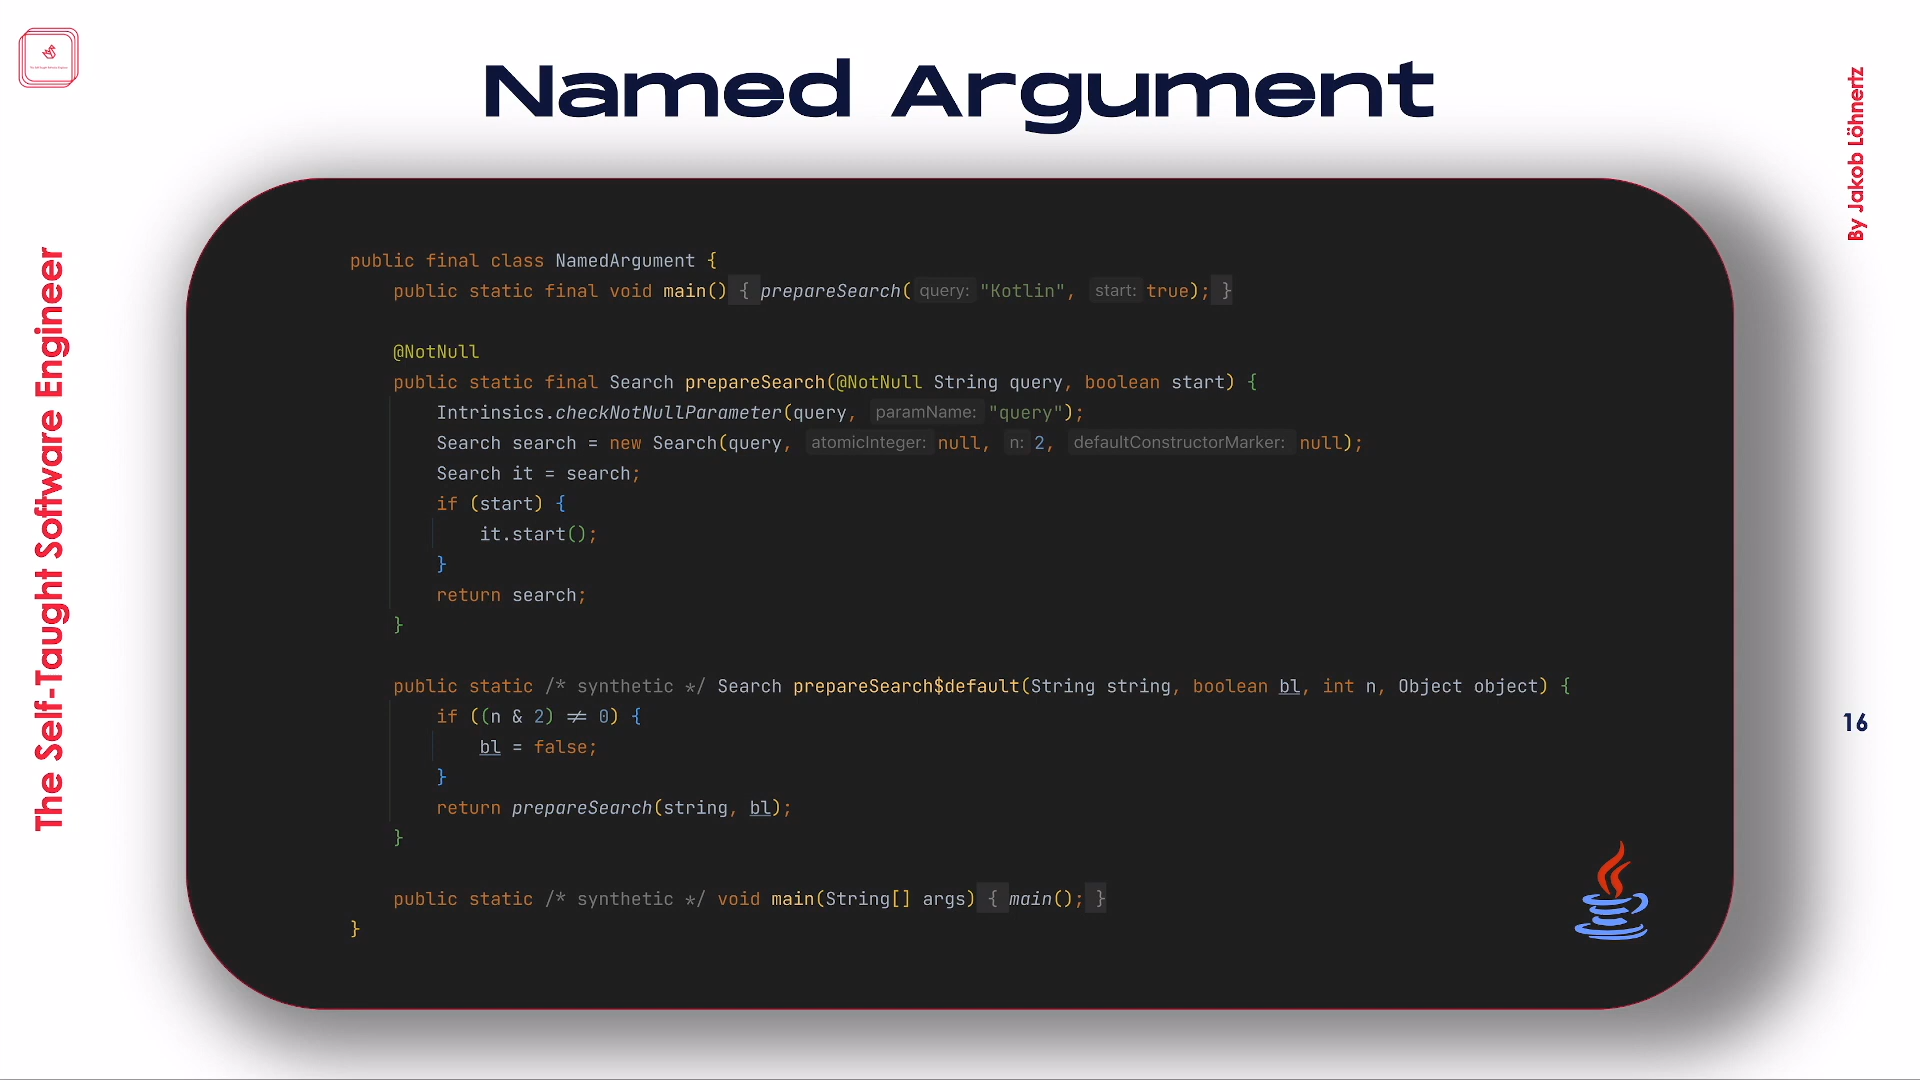 Named Argument
By Jakob Löhnertz
The Self-Taught Software Engineer
public final class NamedArgument {
public static final void main() { prepareSearch( query: "Kotlin", start: true); }
@NotNull
public static final Search prepareSearch(@NotNull String query, boolean start) {
Intrinsics.checkNotNullParameter(query, paramName: "query");
Search search = new Search(query, atomicInteger: null, n: 2, defaultConstructorMarker: null);
Search it = search;
if (start) {
it.start();
}
return search;
}
public static /* synthetic */ Search prepareSearch$default(String string, boolean bl, int n, Object object) {
if ((n & 2) ≠ 0) {
bl = false;
}
return prepareSearch(string, bl);
}
public static /* synthetic */ void main(String[] args) { main(); }
}
16